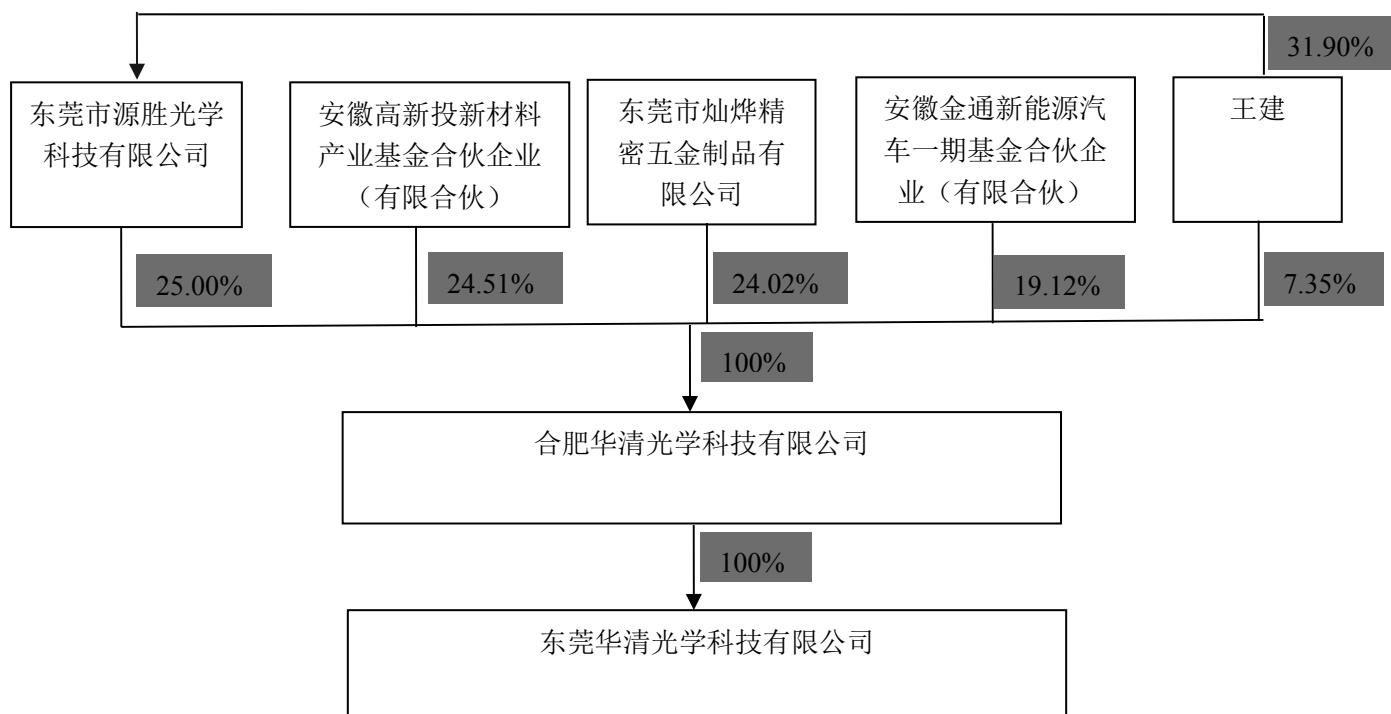 31.90%
东莞市源胜光学
科技有限公司
安徽高新投新材料
产业基金合伙企业
（有限合伙）
东莞市灿烨精
密五金制品有
限公司
安徽金通新能源汽
车一期基金合伙企
业（有限合伙）
王建
25.00%
24.51%
24.02%
19.12%
7.35%
100%
合肥华清光学科技有限公司
100%
东莞华清光学科技有限公司